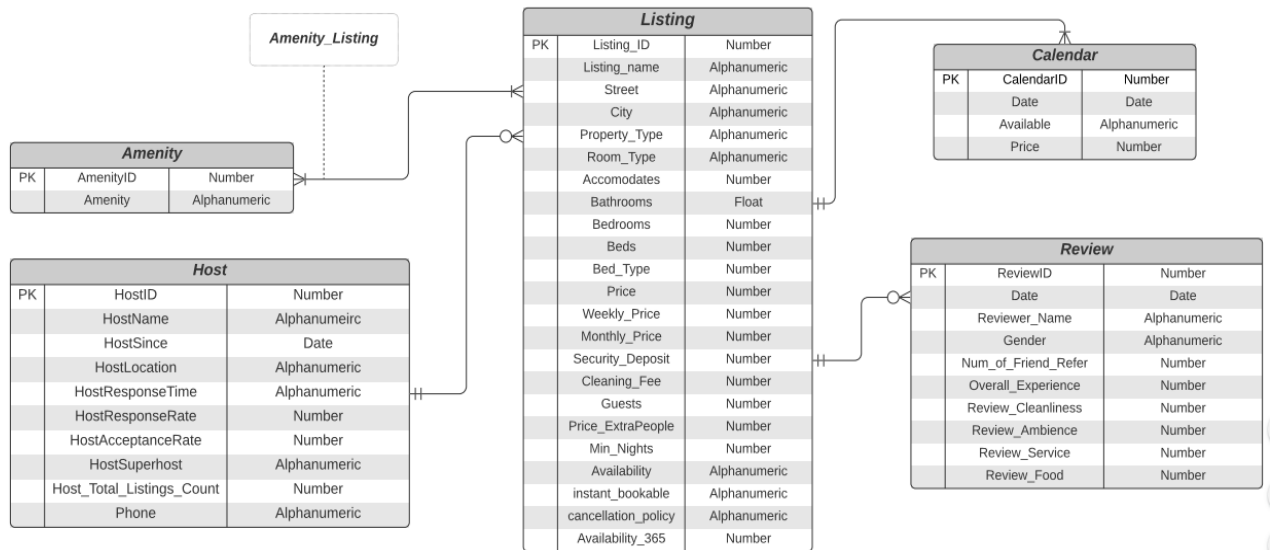 Amenity_Listing
Amenity
PK AmenityID Number
Amenity Alphanumeric
Host
PK HostID Number
HostName Alphanumeirc
HostSince Date
HostLocation Alphanumeric
HostResponseTime Alphanumeric
HostResponseRate Number
HostAcceptanceRate Number
HostSuperhost Alphanumeric
Host_Total_Listings_Count Number
Phone Alphanumeric
Listing
PK Listing_ID Number
Listing_name Alphanumeric
Street Alphanumeric
City Alphanumeric
Property_Type Alphanumeric
Room_Type Alphanumeric
Accomodates Number
Bathrooms Float
Bedrooms Number
Beds Number
Bed_Type Number
Price Number
Weekly_Price Number
Monthly_Price Number
Security_Deposit Number
Cleaning_Fee Number
Guests Number
Price_ExtraPeople Number
Min_Nights Number
Availability Alphanumeric
instant_bookable Alphanumeric
cancellation_policy Alphanumeric
Availability_365 Number
Calendar
PK CalendarID Number
Date Date
Available Alphanumeric
Price Number
Review
PK ReviewID Number
Date Date
Reviewer_Name Alphanumeric
Gender Alphanumeric
Num_of_Friend_Refer Number
Overall_Experience Number
Review_Cleanliness Number
Review_Ambience Number
Review_Service Number
Review_Food Number